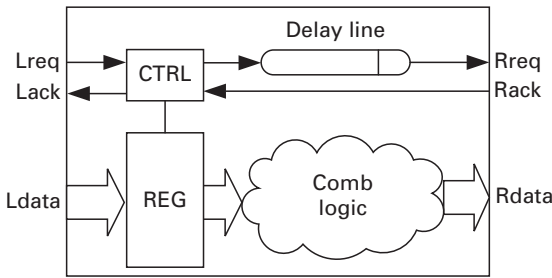 Delay line
Lreq
CTRL
Rreq
Lack
Rack
Ldata
REG
Comb
logic
Rdata